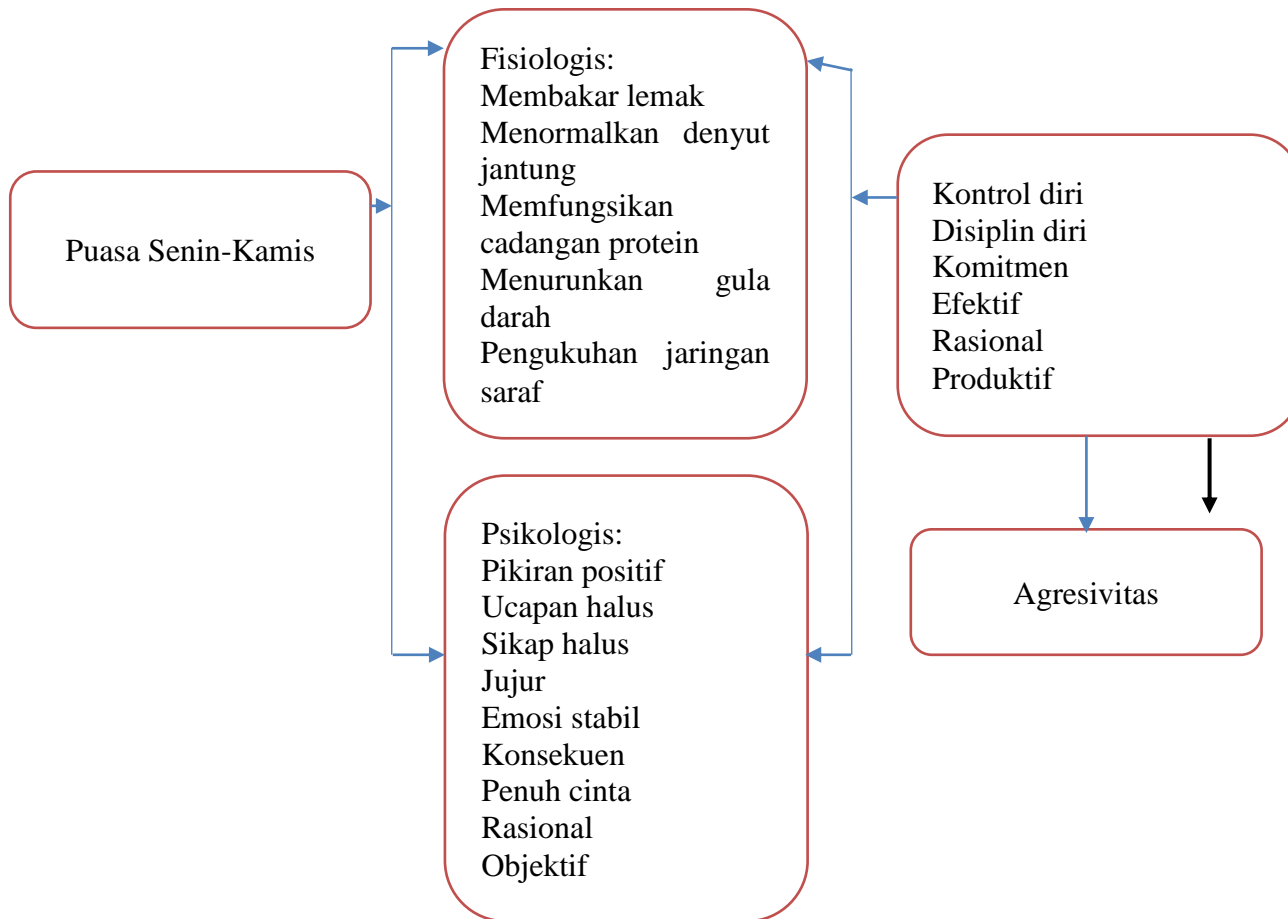 Puasa Senin-Kamis
Fisiologis:
Membakar lemak
Menormalkan denyut
jantung
Memfungsikan
cadangan protein
Menurunkan gula
darah
Pengukuhan jaringan
saraf
Psikologis:
Pikiran positif
Ucapan halus
Sikap halus
Jujur
Emosi stabil
Konsekuen
Penuh cinta
Rasional
Objektif
Kontrol diri
Disiplin diri
Komitmen
Efektif
Rasional
Produktif
Agresivitas